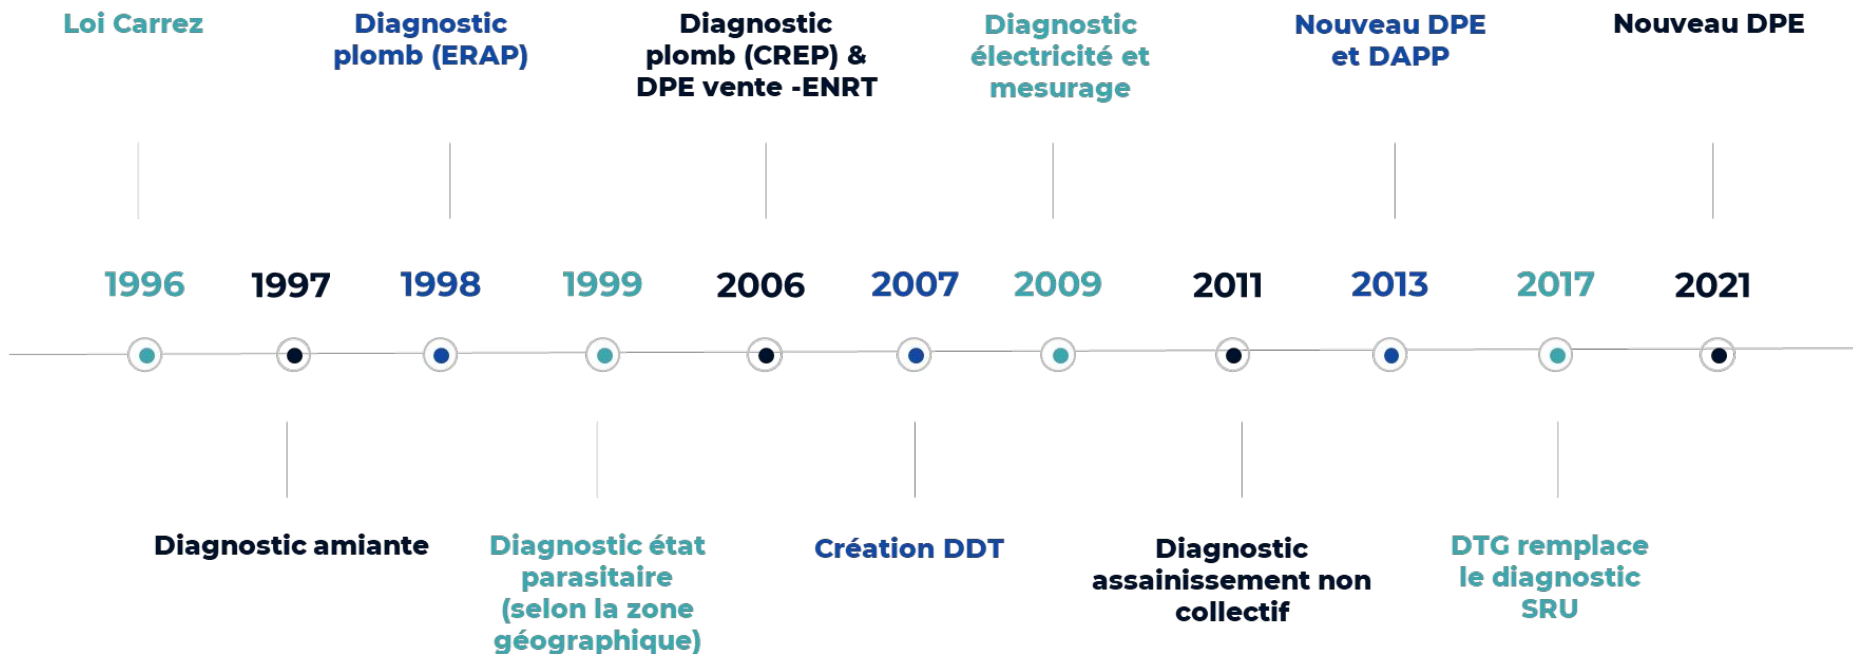 Loi Carrez
Diagnostic
plomb (ERAP)
Diagnostic
plomb (CREP) &
DPE vente -ENRT
Diagnostic
électricité et
mesurage
Nouveau DPE
et DAPP
Nouveau DPE
1996
1997
1998
1999
2006
2007
2009
2011
2013
2017
2021
Diagnostic amiante
Diagnostic état
parasitaire
(selon la zone
géographique)
Création DDT
Diagnostic
assainissement non
collectif
DTG remplace
le diagnostic
SRU